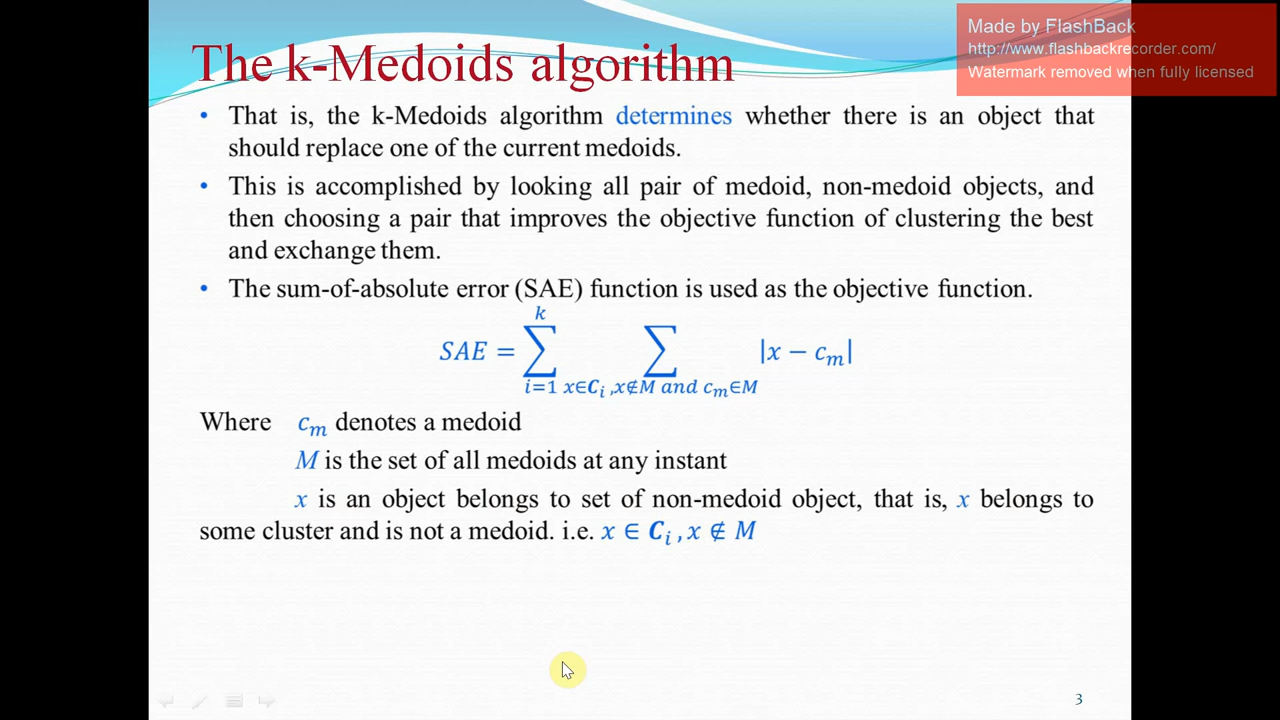 Made by FlashBack
http://www.flashbackrecorder.com/
Watermark removed when fully licensed
The k-Medoids algorithm
• That is, the k-Medoids algorithm determines whether there is an object that
should replace one of the current medoids.
• This is accomplished by looking all pair of medoid, non-medoid objects, and
then choosing a pair that improves the objective function of clustering the best
and exchange them.
• The sum-of-absolute error (SAE) function is used as the objective function.
k
SAE = ∑ ∑ |x − cₘ|
i=1 x∈Cᵢ ,x∉M and cₘ∈M
Where cₘ denotes a medoid
M is the set of all medoids at any instant
x is an object belongs to set of non-medoid object, that is, x belongs to
some cluster and is not a medoid. i.e. x ∈ Cᵢ , x ∉ M
3